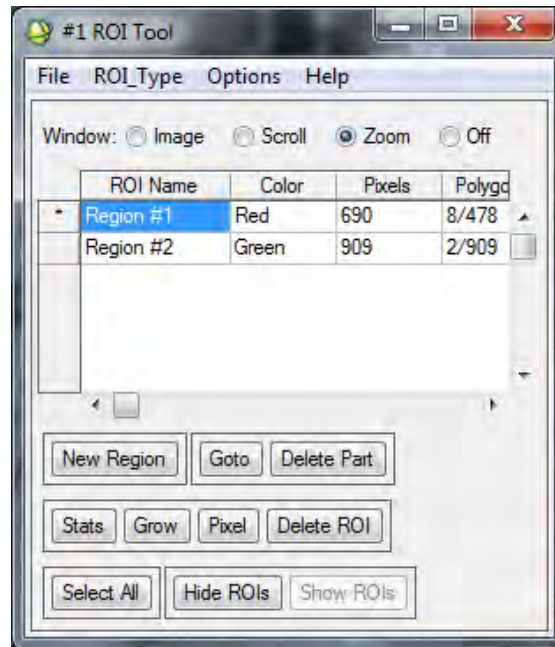 #1 ROI Tool
File ROI_Type Options Help
Window: Image Scroll Zoom Off
ROI Name Color Pixels Polygo
* Region #1 Red 690 8/478
Region #2 Green 909 2/909
New Region Goto Delete Part
Stats Grow Pixel Delete ROI
Select All Hide ROIs Show ROIs